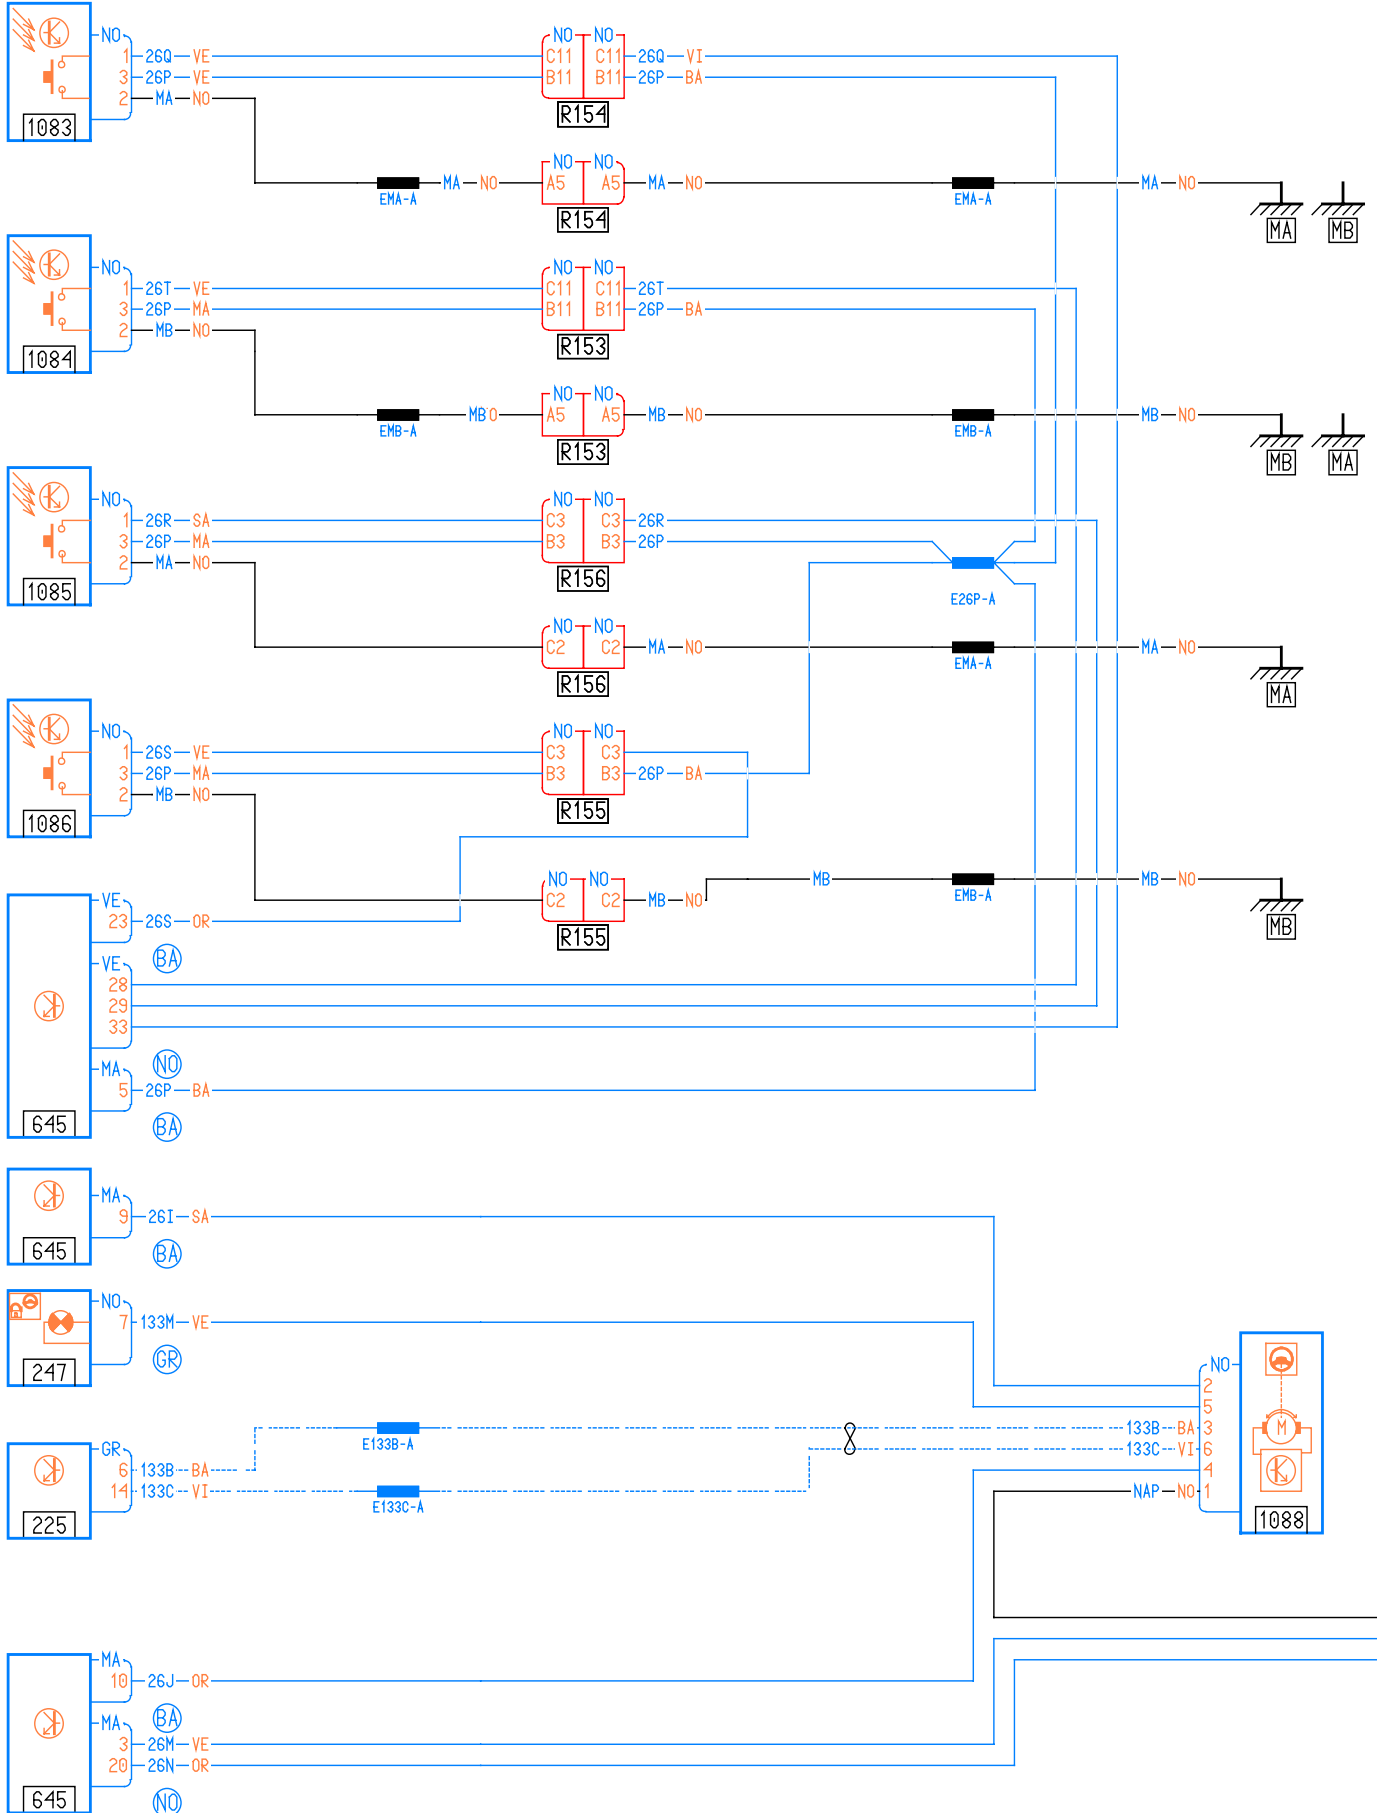 NO NO NO
1 26Q VE C11 C11 26Q VI
3 26P VE B11 B11 26P BA
2 MA NO
1083 R154
NO NO
MA NO A5 A5 MA NO MA NO
EMA-A EMA-A
R154 MA MB
NO NO NO
1 26T VE C11 C11 26T
3 26P MA B11 B11 26P BA
2 MB NO
1084 R153
NO NO
MB O A5 A5 MB NO MB NO
EMB-A EMB-A
R153 MB MA
NO NO NO
1 26R SA C3 C3 26R
3 26P MA B3 B3 26P
2 MA NO
1085 R156 E26P-A
NO NO
C2 C2 MA NO MA NO
EMA-A
R156 MA
NO NO NO
1 26S VE C3 C3
3 26P MA B3 B3 26P BA
2 MB NO
1086 R155
NO NO MB MB NO
VE C2 C2 MB NO EMB-A
23 26S OR
R155 MB
BA
VE
28
29
33
NO
MA
5 26P BA
645 BA
MA
9 26I SA
645 BA
NO
7 133M VE
247 GR
NO
2
5
133B BA 3
E133B-A M
GR 133C VI 6
6 133B BA 4
14 133C VI NAP NO 1
E133C-A
225 1088
MA
10 26J OR
BA
MA
3 26M VE
20 26N OR
645 NO